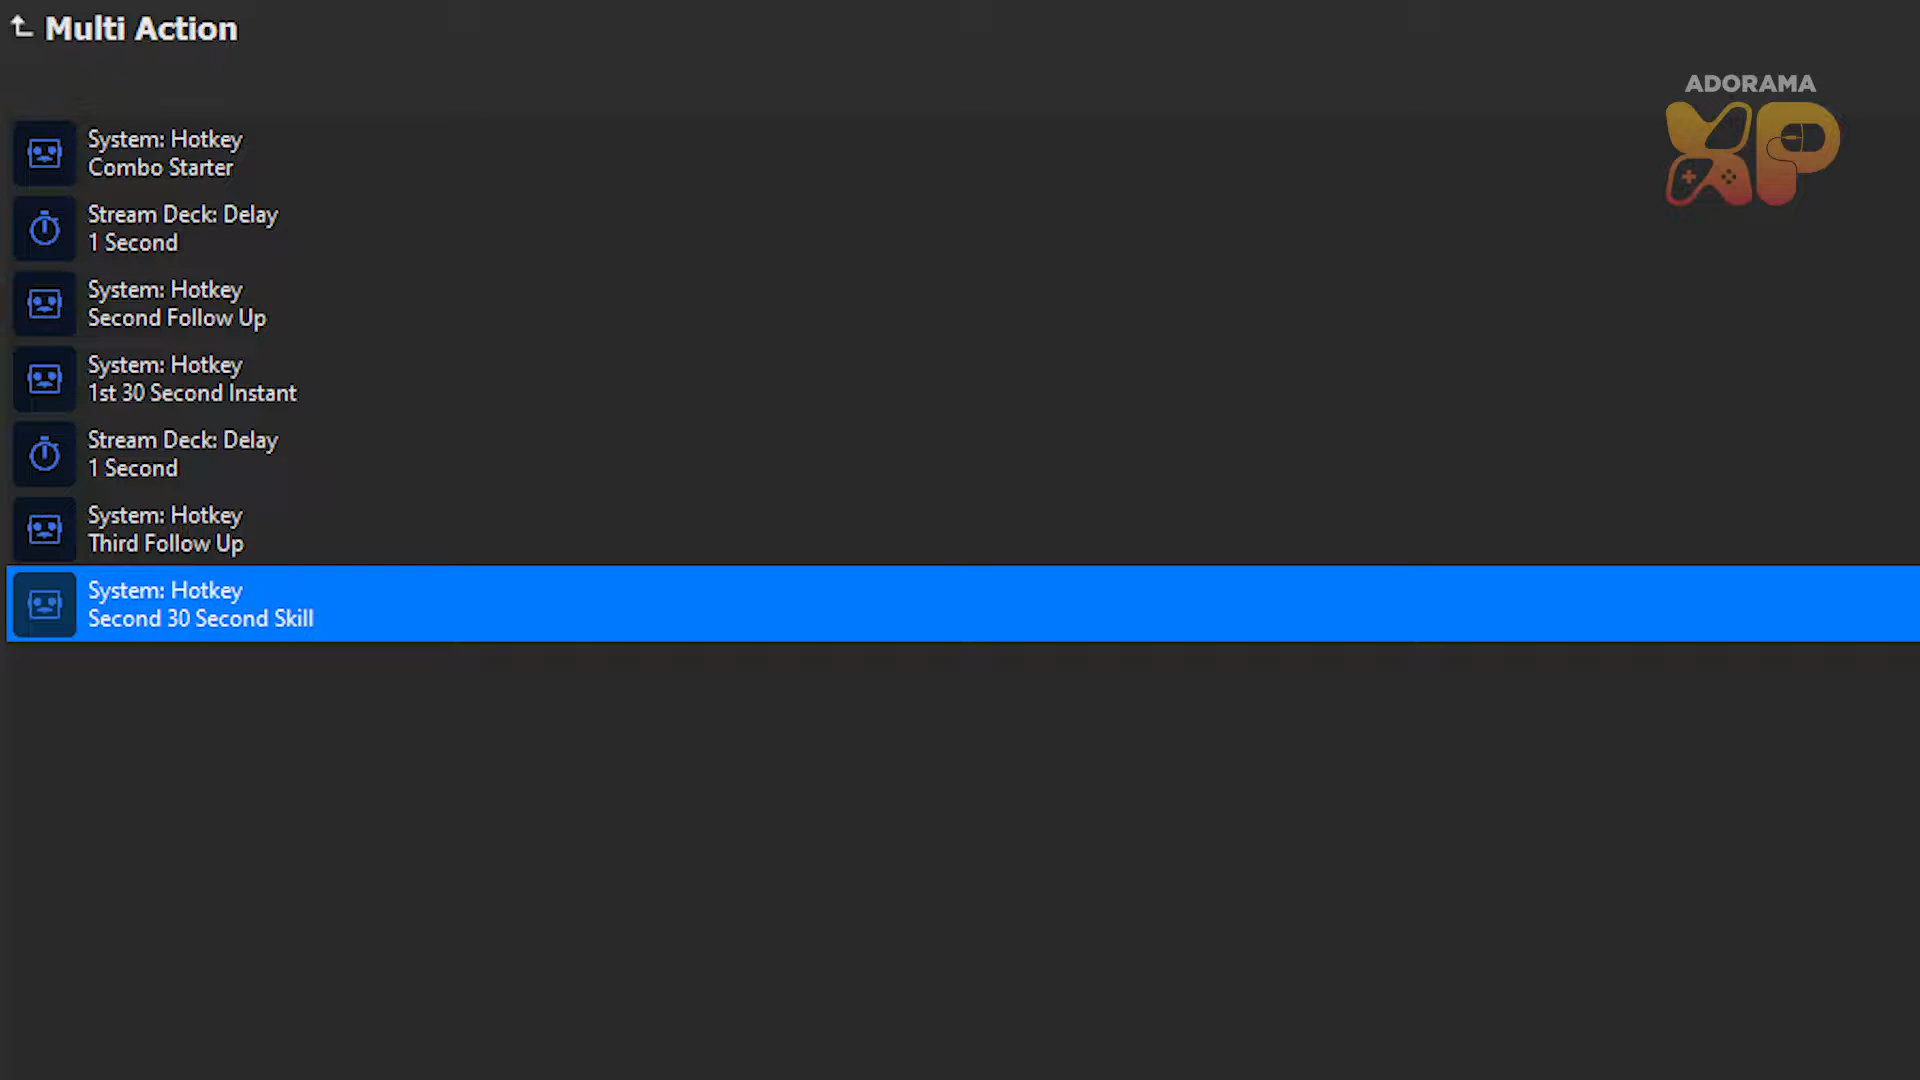 Multi Action
ADORAMA
XP
System: Hotkey
Combo Starter
Stream Deck: Delay
1 Second
System: Hotkey
Second Follow Up
System: Hotkey
1st 30 Second Instant
Stream Deck: Delay
1 Second
System: Hotkey
Third Follow Up
System: Hotkey
Second 30 Second Skill